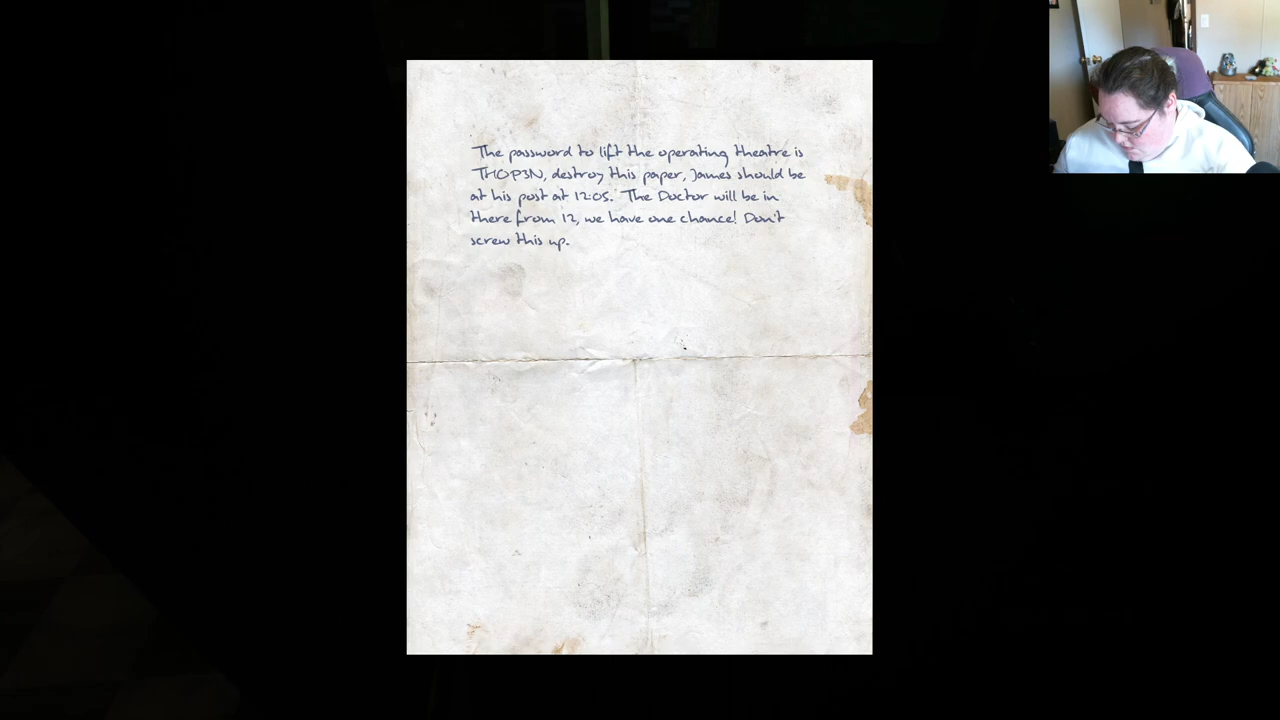 The password to lift the operating theatre is
THOP3N, destroy this paper, James should be
at his post at 12:05. The Doctor will be in
there from 12, we have one chance! Don't
screw this up.